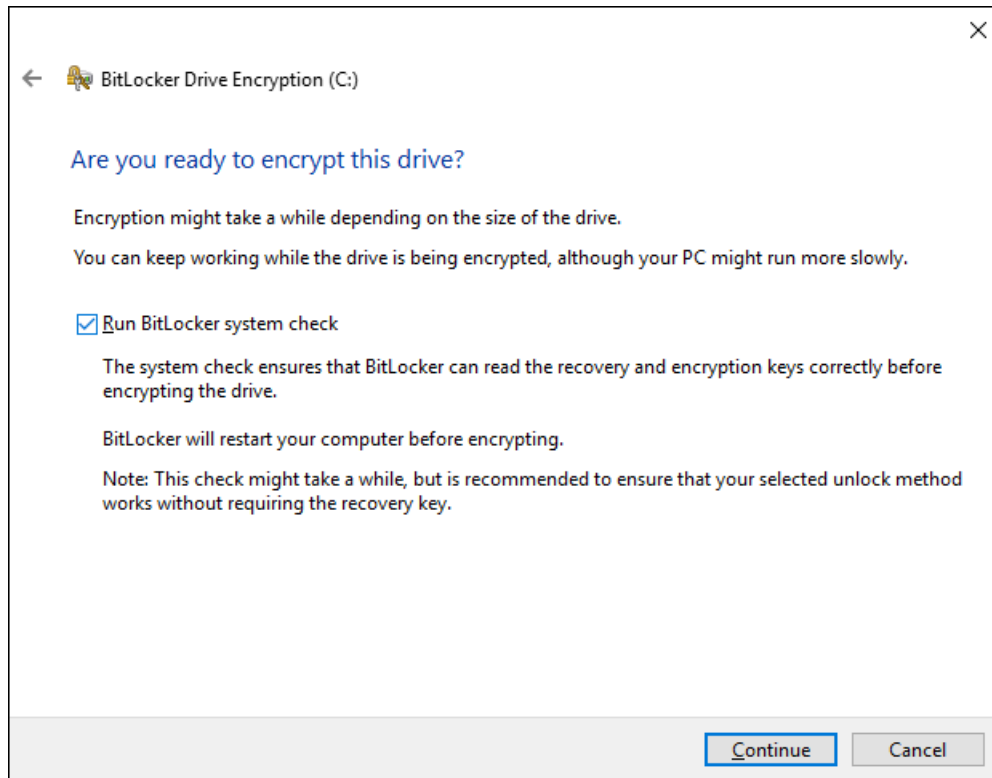 BitLocker Drive Encryption (C:)
Are you ready to encrypt this drive?
Encryption might take a while depending on the size of the drive.
You can keep working while the drive is being encrypted, although your PC might run more slowly.
Run BitLocker system check
The system check ensures that BitLocker can read the recovery and encryption keys correctly before
encrypting the drive.
BitLocker will restart your computer before encrypting.
Note: This check might take a while, but is recommended to ensure that your selected unlock method
works without requiring the recovery key.
Continue
Cancel